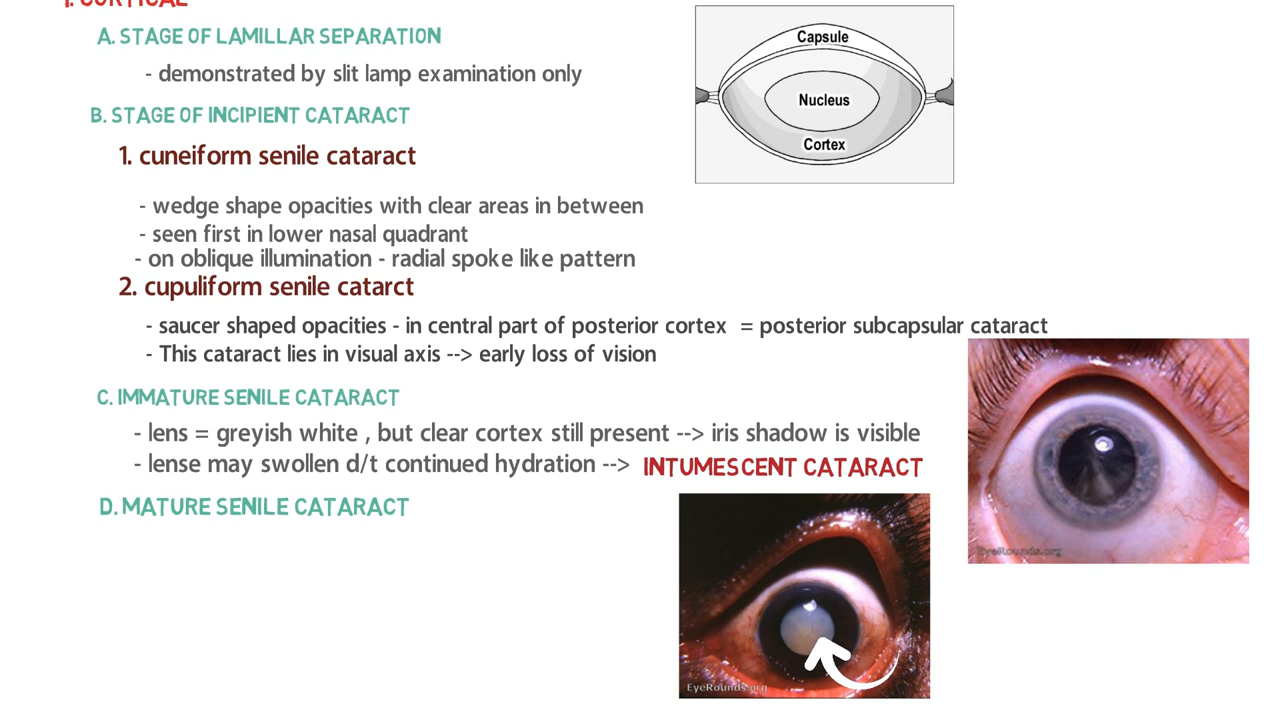 1. CORTICAL
A. STAGE OF LAMILLAR SEPARATION
- demonstrated by slit lamp examination only
B. STAGE OF INCIPIENT CATARACT
1. cuneiform senile cataract
- wedge shape opacities with clear areas in between
- seen first in lower nasal quadrant
- on oblique illumination - radial spoke like pattern
2. cupuliform senile catarct
- saucer shaped opacities - in central part of posterior cortex = posterior subcapsular cataract
- This cataract lies in visual axis --> early loss of vision
C. IMMATURE SENILE CATARACT
- lens = greyish white , but clear cortex still present --> iris shadow is visible
- lense may swollen d/t continued hydration --> INTUMESCENT CATARACT
D. MATURE SENILE CATARACT
Capsule
Nucleus
Cortex
EyeRounds.org
EyeRounds.org